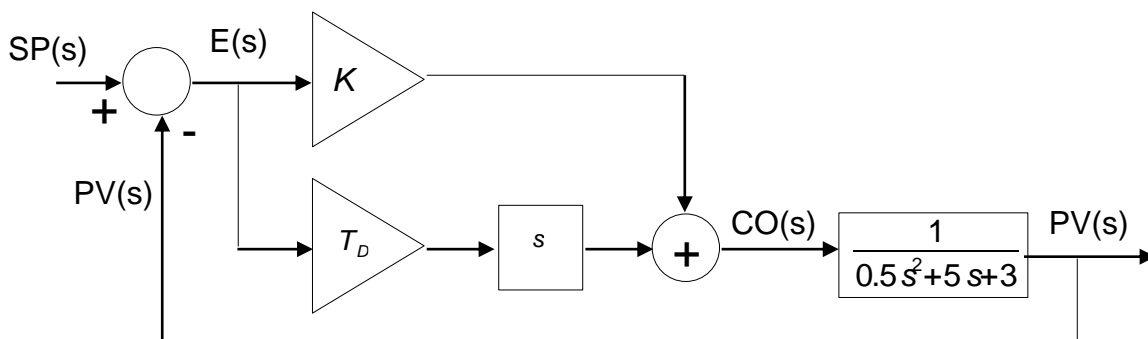 SP(s)
+
-
E(s)
K
PV(s)
T_D
s
+
CO(s)
1
0.5s²+5s+3
PV(s)